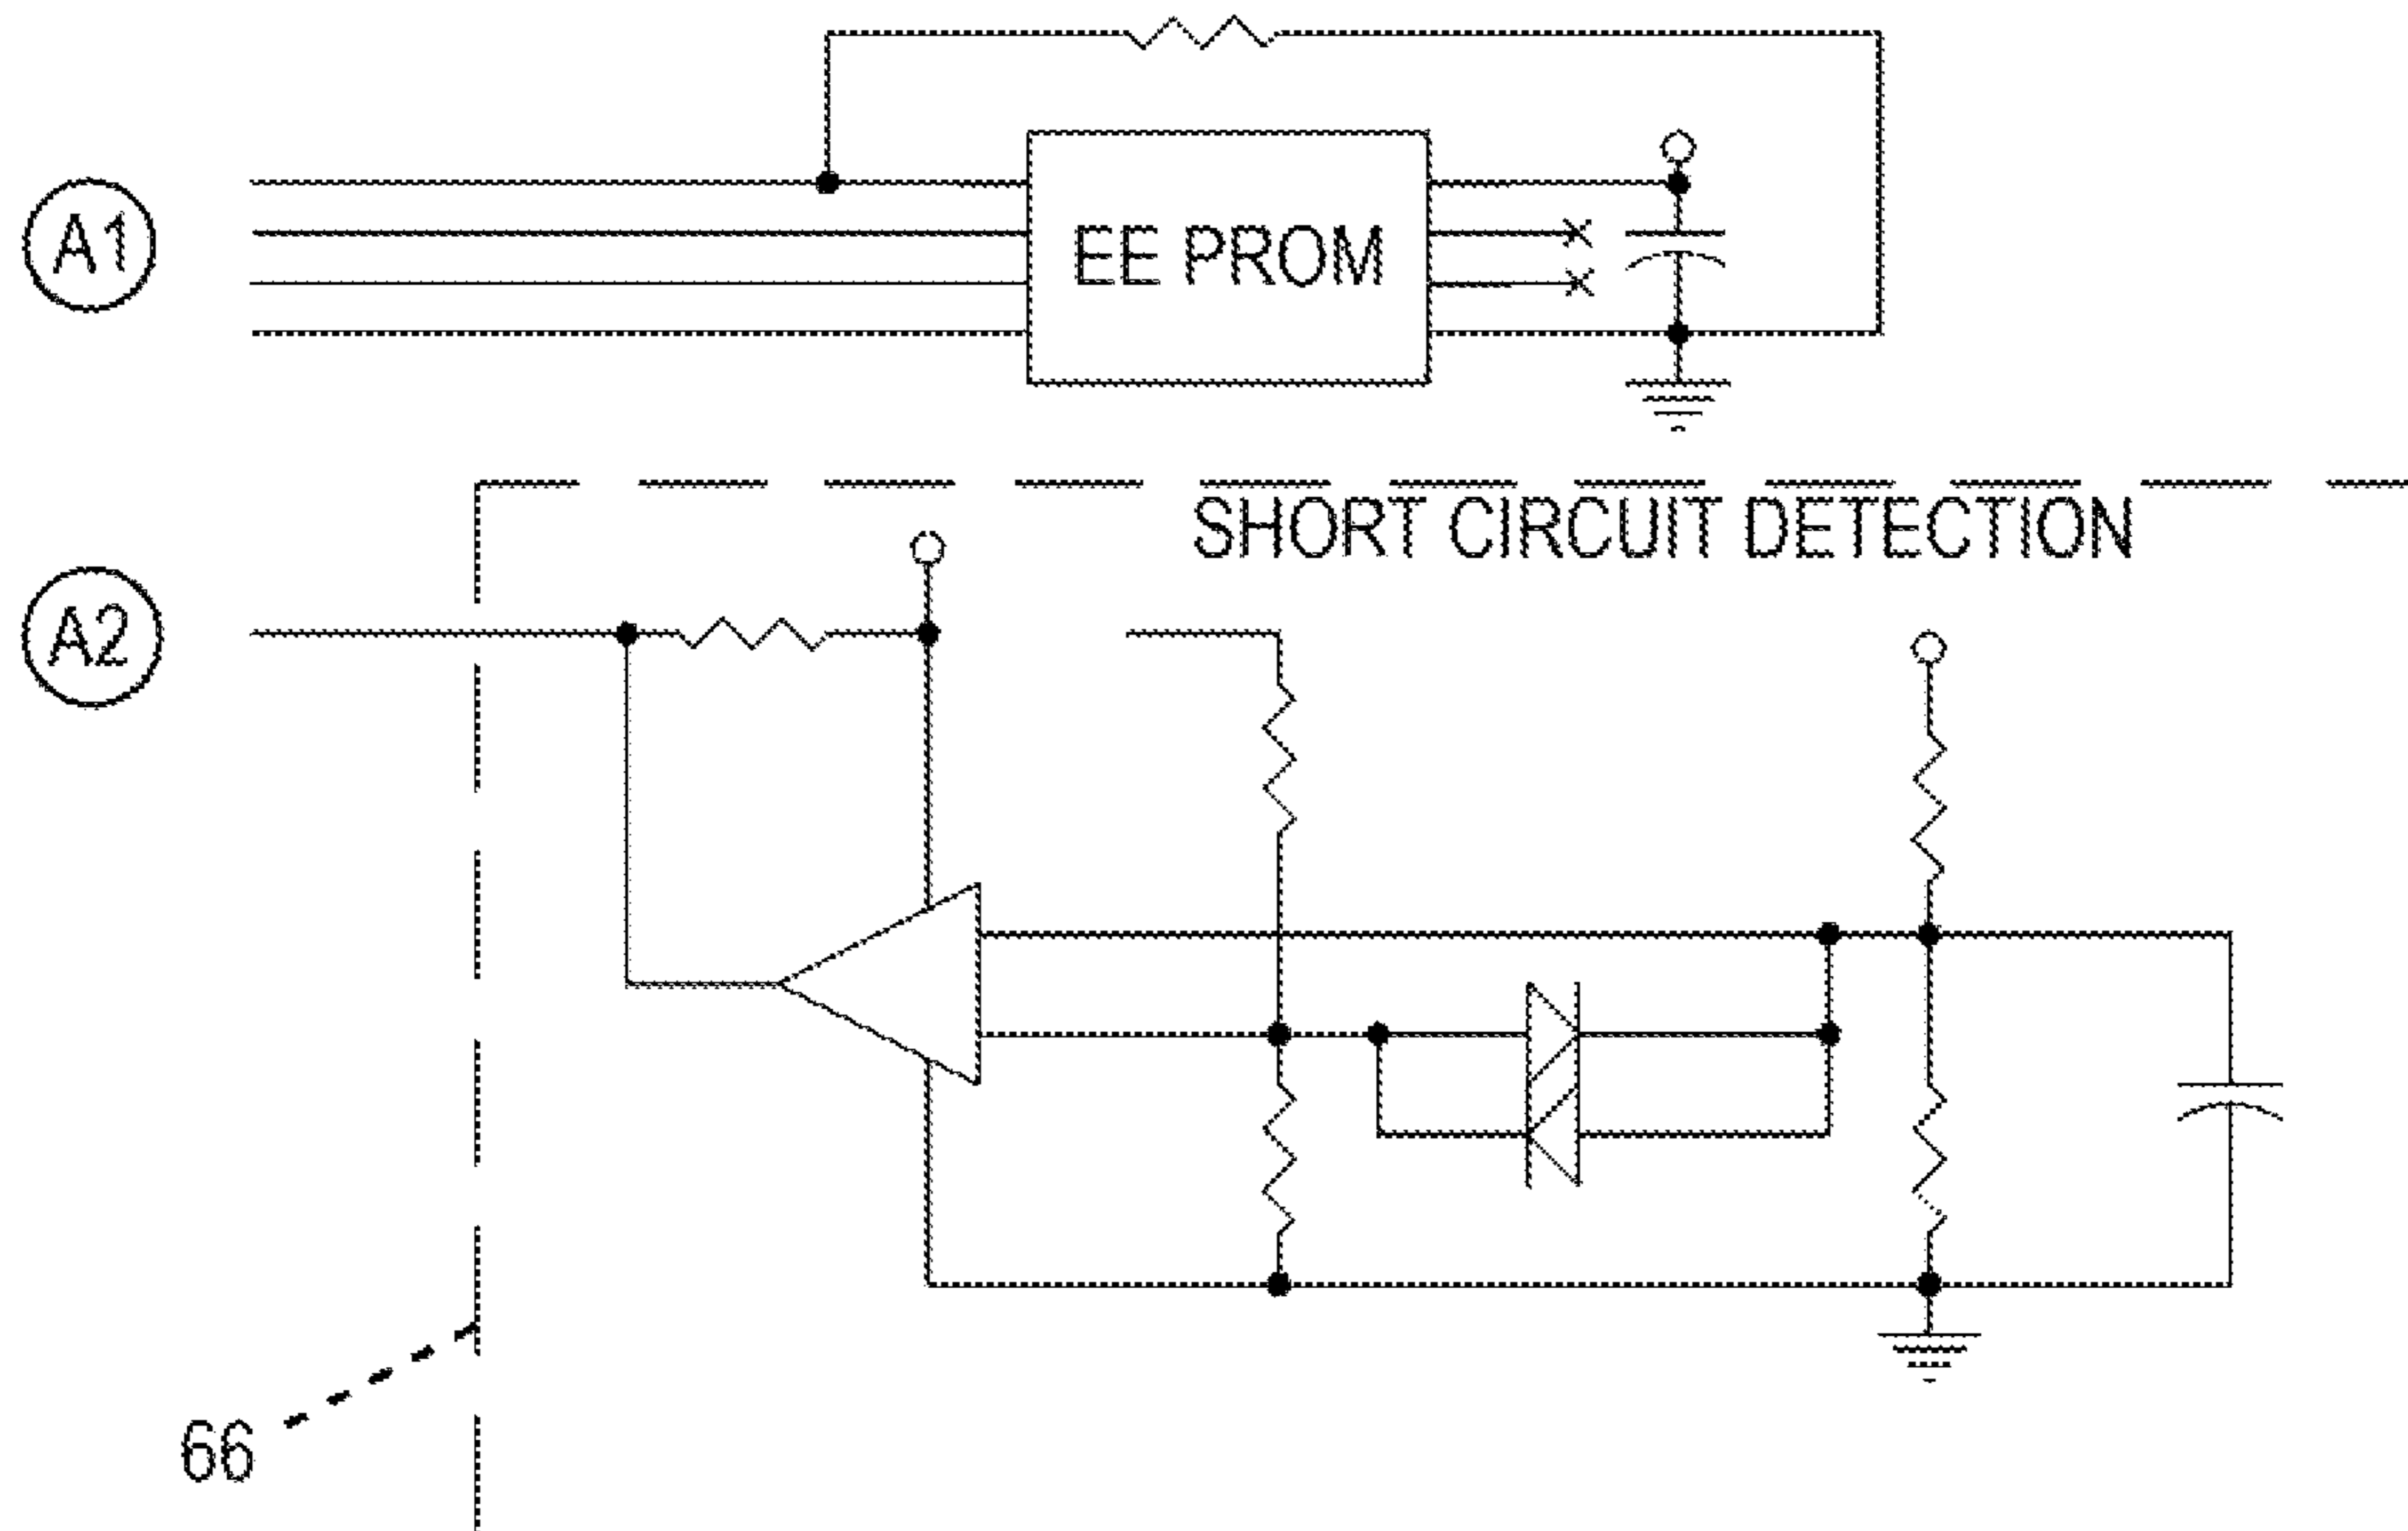 A1
EE PROM
SHORT CIRCUIT DETECTION
A2
66